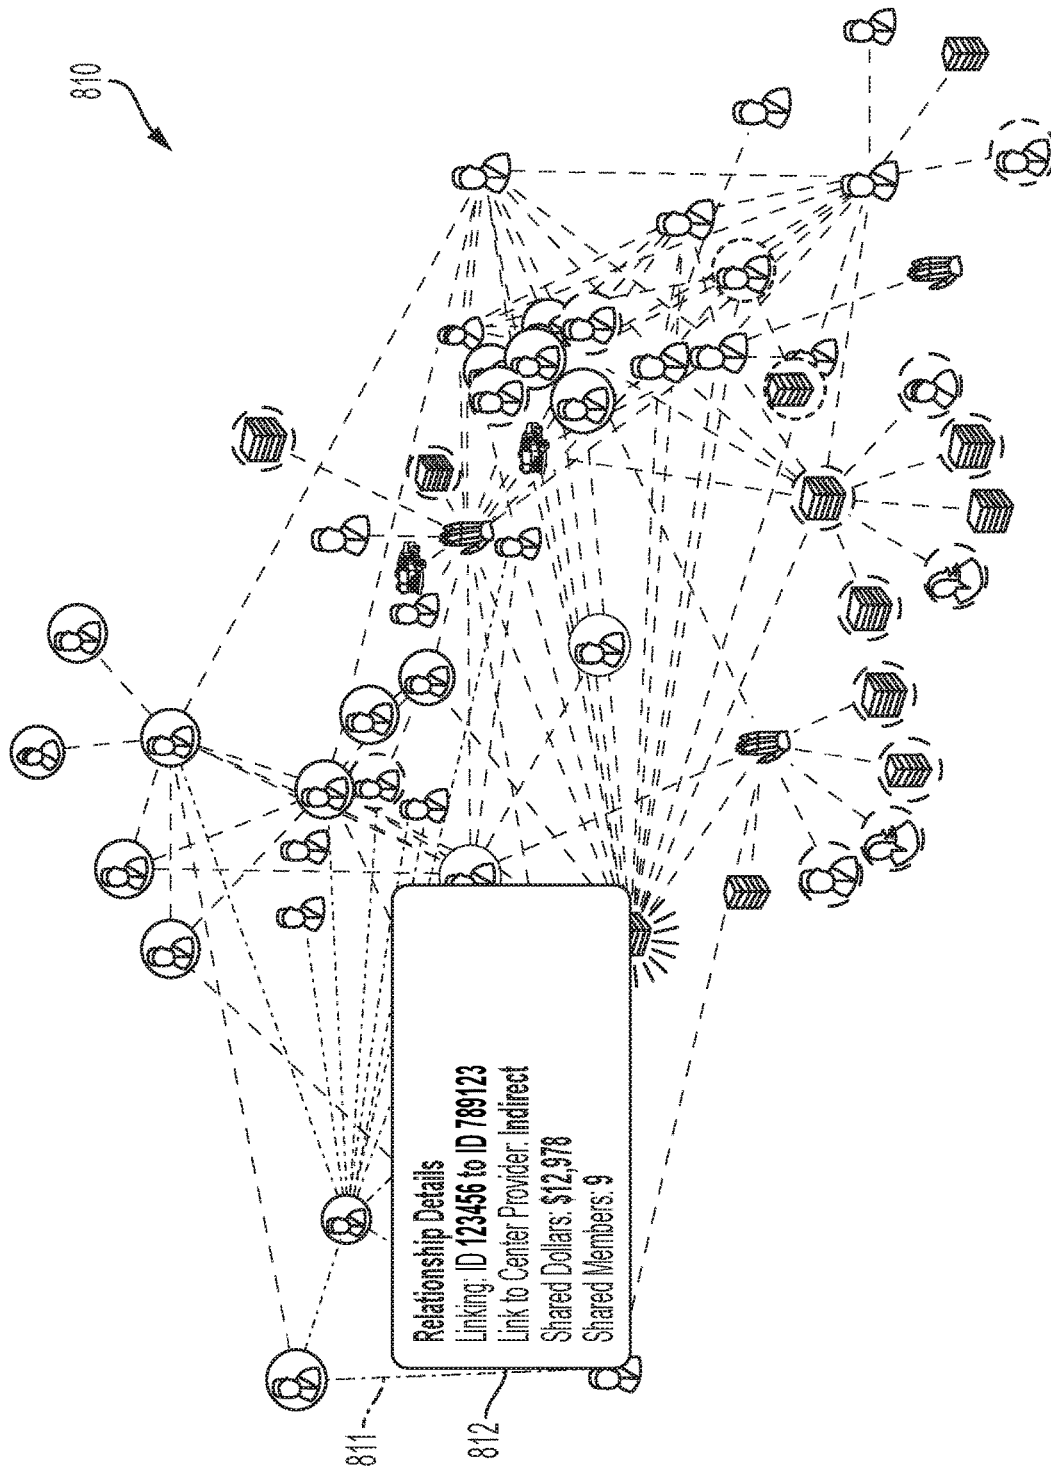 810
Relationship Details
Linking: ID 123456 to ID 789123
Link to Center Provider: Indirect
Shared Dollars: $12,978
Shared Members: 9
811
812